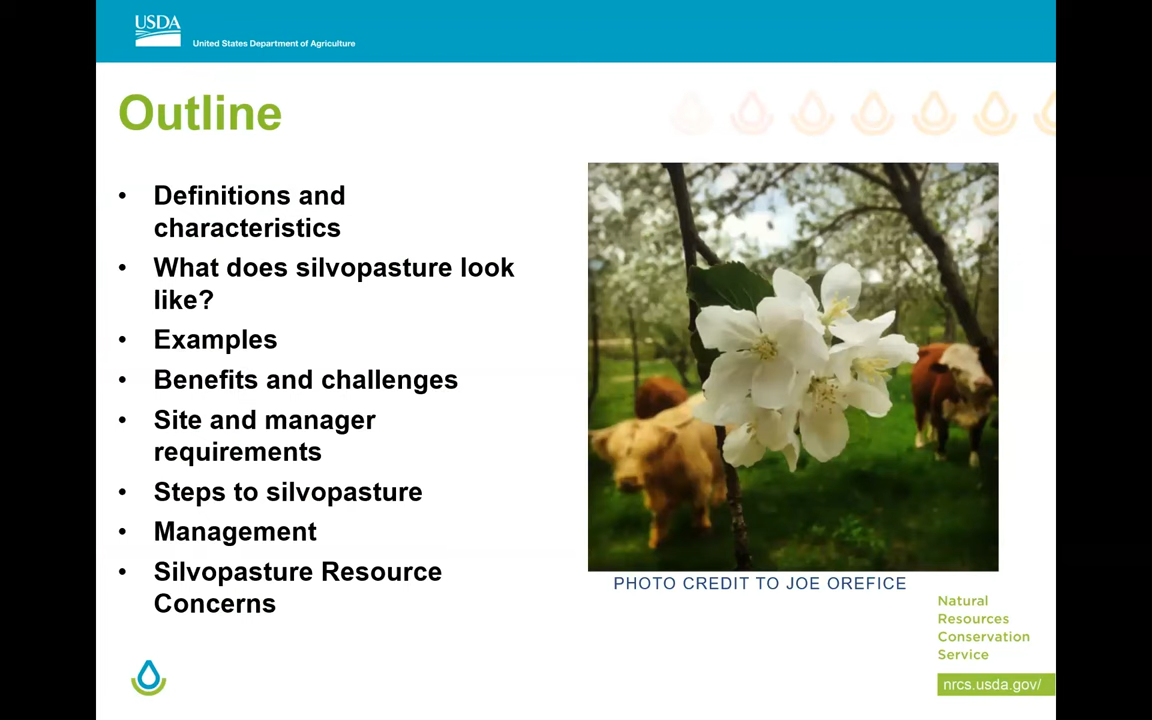 USDA
United States Department of Agriculture
Outline
• Definitions and
characteristics
• What does silvopasture look
like?
• Examples
• Benefits and challenges
• Site and manager
requirements
• Steps to silvopasture
• Management
• Silvopasture Resource
Concerns
PHOTO CREDIT TO JOE OREFICE
Natural
Resources
Conservation
Service
nrcs.usda.gov/